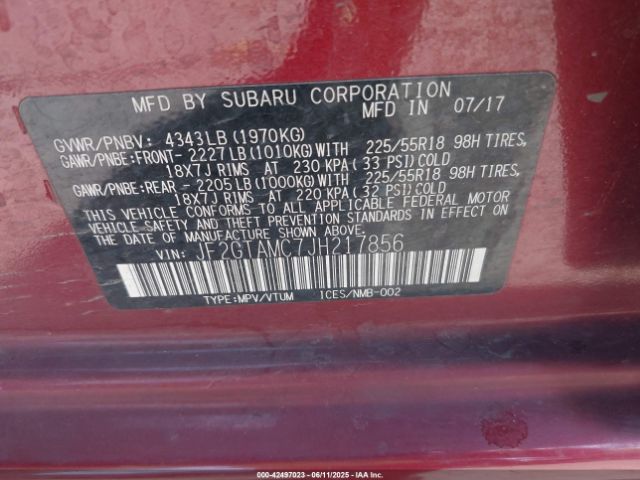 MFD BY SUBARU CORPORATION
MFD IN 07/17
GVWR/PNBV: 4343LB(1970KG)
GAWR/PNBE:FRONT- 2227LB(1010KG)WITH 225/55R18 98H TIRES,
18X7J RIMS AT 230 KPA(33 PSI)COLD
GAWR/PNBE:REAR - 2205LB(1000KG)WITH 225/55R18 98H TIRES,
18X7J RIMS AT 220 KPA(32 PSI)COLD
THIS VEHICLE CONFORMS TO ALL APPLICABLE FEDERAL MOTOR
VEHICLE SAFETY AND THEFT PREVENTION STANDARDS IN EFFECT ON
THE DATE OF MANUFACTURE SHOWN ABOVE.
VIN: JF2GTAMC7JH217856
TYPE:MPV/VTUM ICES/NMB-002
000-42497023 - 06/11/2025 - IAA, Inc.